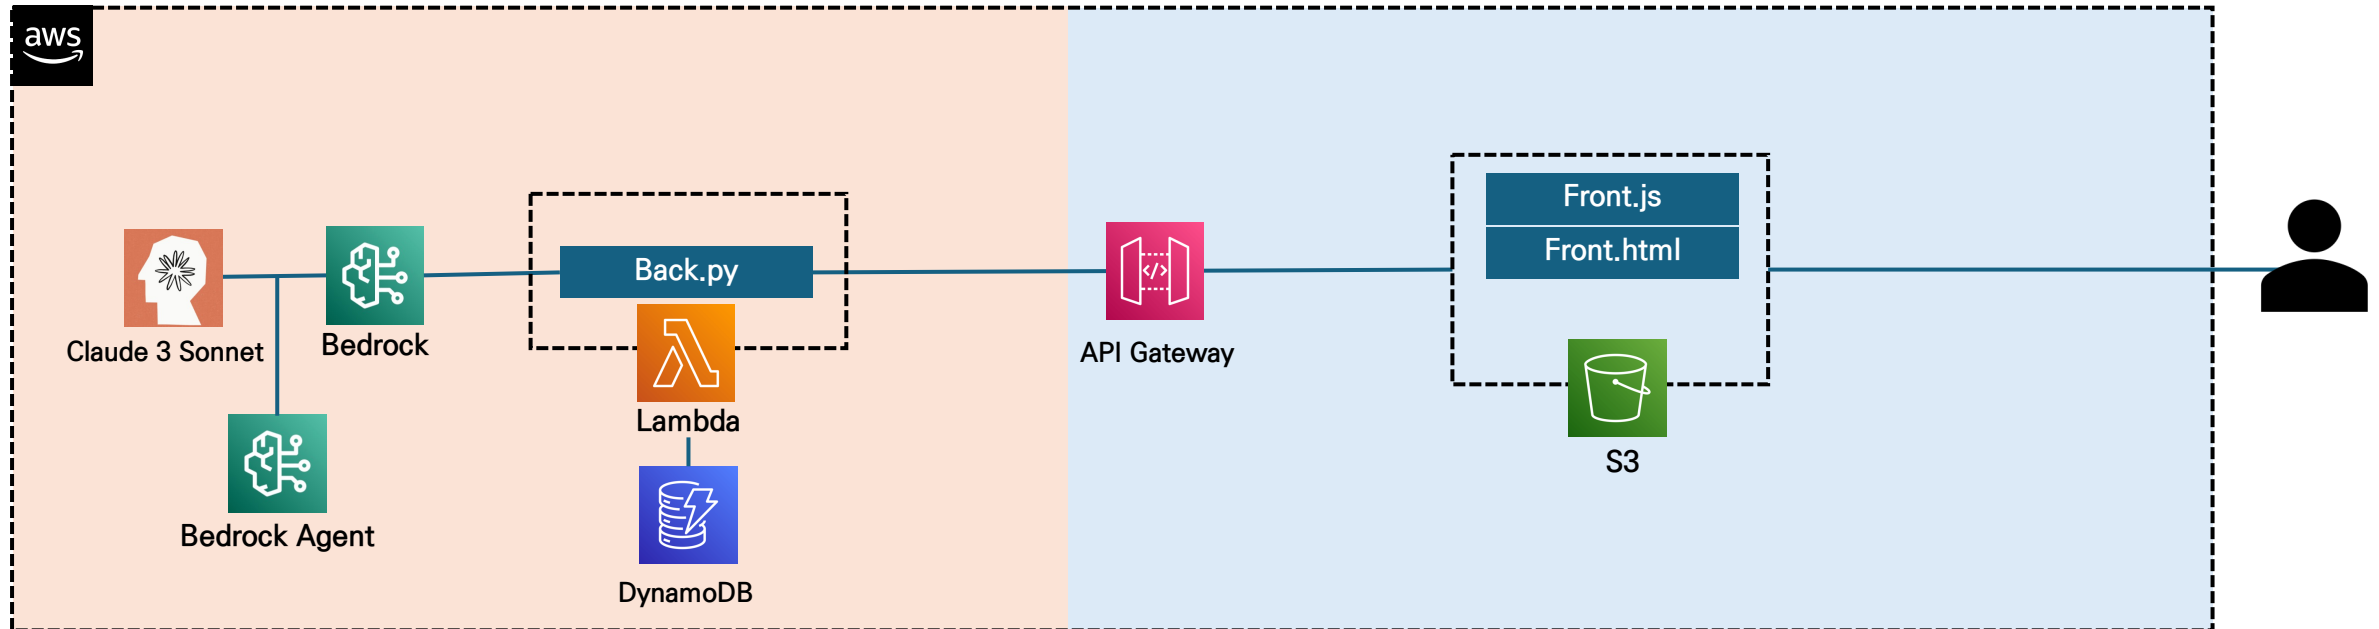 aws
Front.js
Front.html
Back.py
Claude 3 Sonnet
Bedrock
API Gateway
Lambda
S3
Bedrock Agent
DynamoDB